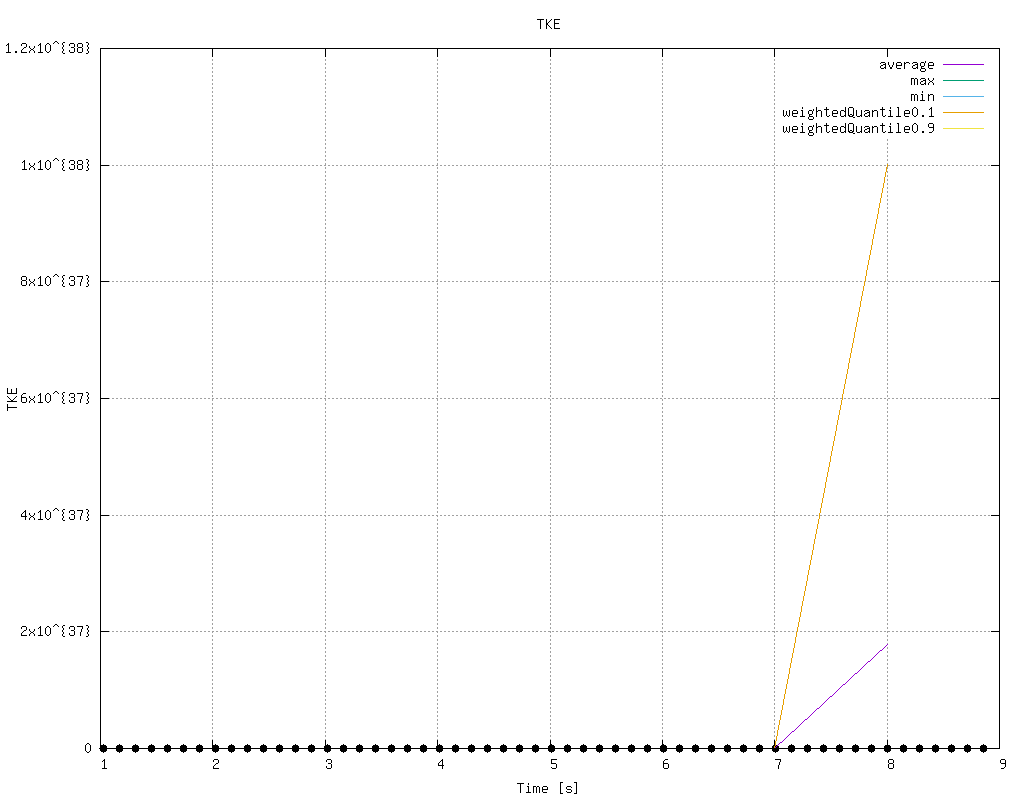 TKE
1.2x10^{38}
average
max
min
weightedQuantile0.1
weightedQuantile0.9
1x10^{38}
8x10^{37}
TKE
6x10^{37}
4x10^{37}
2x10^{37}
0
1 2 3 4 5 6 7 8 9
Time [s]